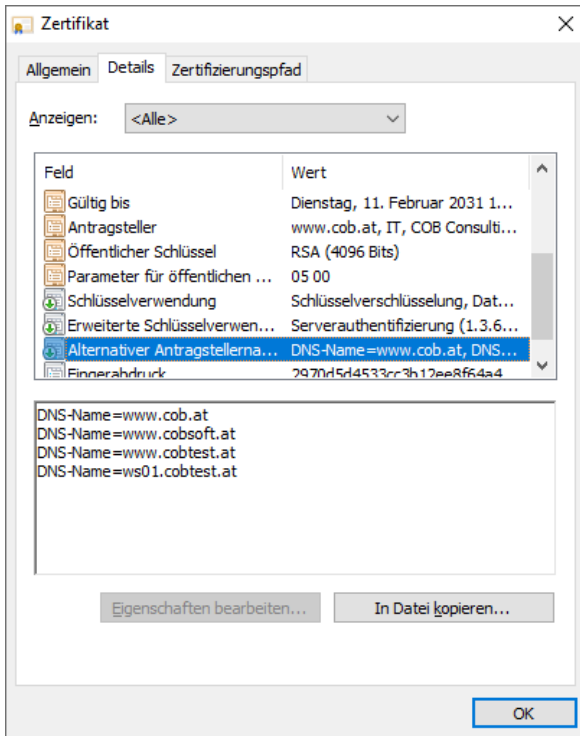 Zertifikat
Allgemein Details Zertifizierungspfad
Anzeigen: <Alle>
Feld Wert
Gültig bis Dienstag, 11. Februar 2031 1...
Antragsteller www.cob.at, IT, COB Consulti...
Öffentlicher Schlüssel RSA (4096 Bits)
Parameter für öffentlichen ... 05 00
Schlüsselverwendung Schlüsselverschlüsselung, Dat...
Erweiterte Schlüsselverwen... Serverauthentifizierung (1.3.6...
Alternativer Antragstellerna... DNS-Name=www.cob.at, DNS...
Fingerabdruck 2970d5d4533cc3b12ee8f64a4
DNS-Name=www.cob.at
DNS-Name=www.cobsoft.at
DNS-Name=www.cobtest.at
DNS-Name=ws01.cobtest.at
Eigenschaften bearbeiten... In Datei kopieren...
OK